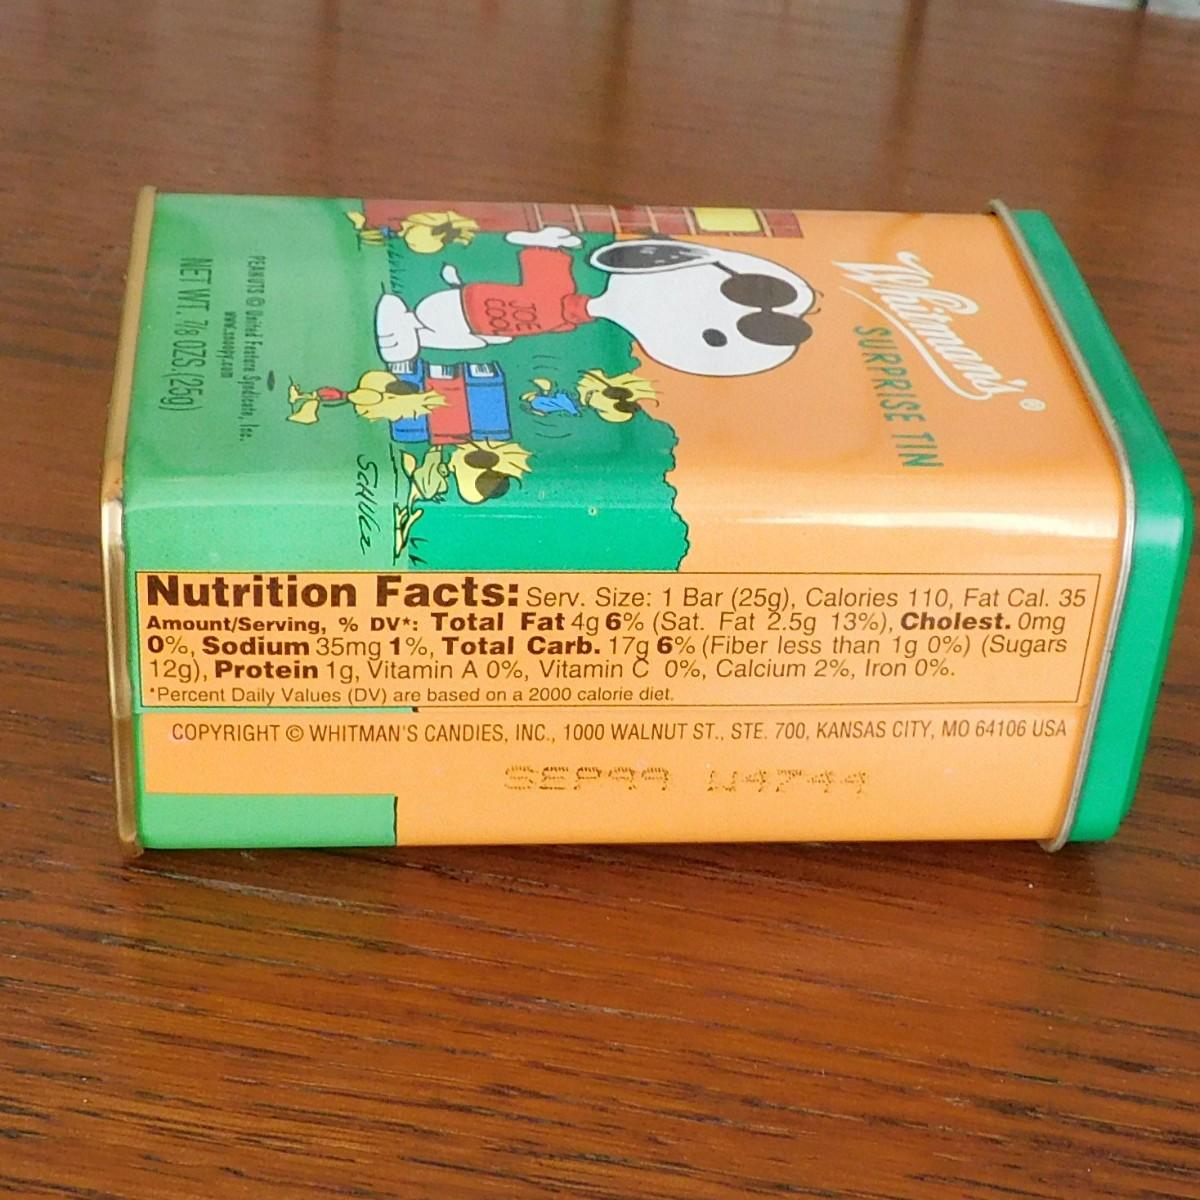 Whitman's®
SURPRISE TIN
JOE
COOL
SCHULZ
PEANUTS © United Feature Syndicate, Inc.
www.snoopy.com
NET WT. 7/8 OZS. (25g)
Nutrition Facts: Serv. Size: 1 Bar (25g), Calories 110, Fat Cal. 35
Amount/Serving, % DV*: Total Fat 4g 6% (Sat. Fat 2.5g 13%), Cholest. 0mg
0%, Sodium 35mg 1%, Total Carb. 17g 6% (Fiber less than 1g 0%) (Sugars
12g), Protein 1g, Vitamin A 0%, Vitamin C 0%, Calcium 2%, Iron 0%.
*Percent Daily Values (DV) are based on a 2000 calorie diet.
COPYRIGHT © WHITMAN'S CANDIES, INC., 1000 WALNUT ST., STE. 700, KANSAS CITY, MO 64106 USA
SEP99